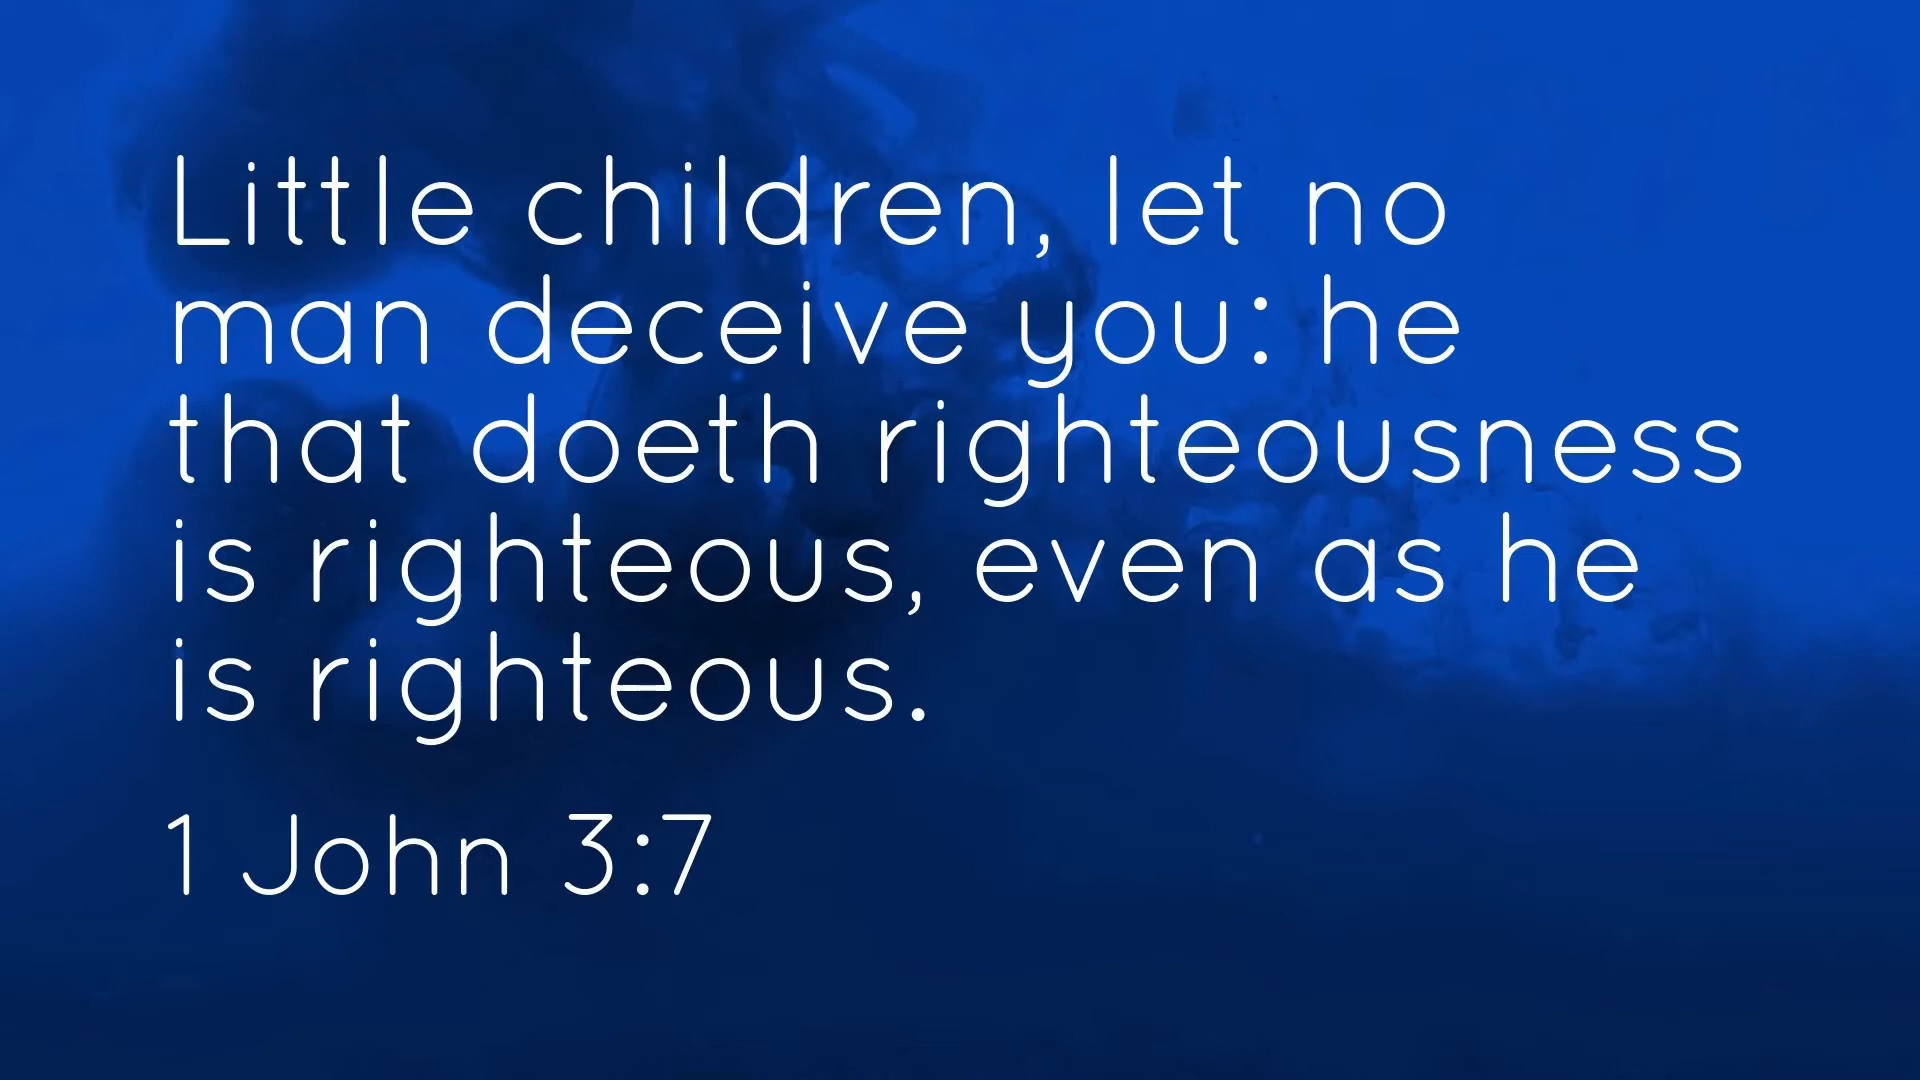 Little children, let no
man deceive you: he
that doeth righteousness
is righteous, even as he
is righteous.
1 John 3:7